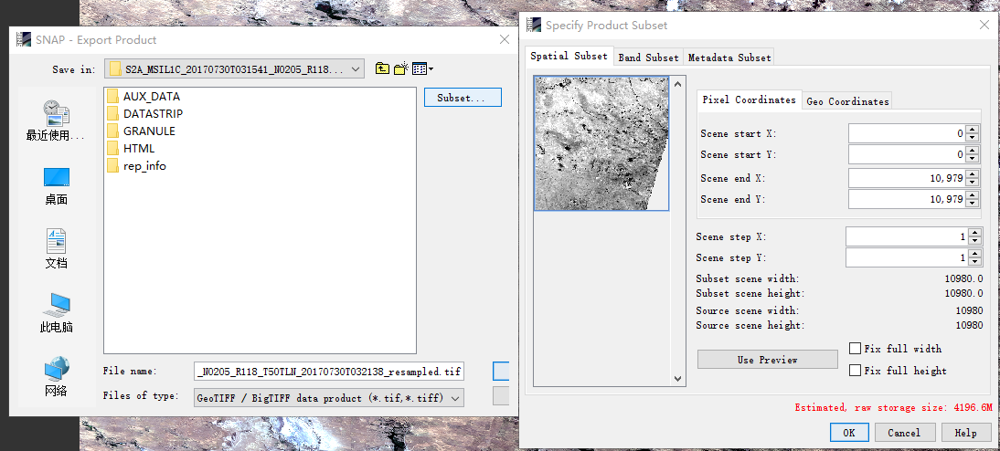 SNAP - Export Product
Save in: S2A_MSIL1C_20170730T031541_N0205_R118...
最近使用...
桌面
文档
此电脑
网络
AUX_DATA
DATASTRIP
GRANULE
HTML
rep_info
Subset...
File name: _N0205_R118_T50TLN_20170730T032138_resampled.tif
Files of type: GeoTIFF / BigTIFF data product (*.tif,*.tiff)
Specify Product Subset
Spatial Subset Band Subset Metadata Subset
Pixel Coordinates Geo Coordinates
Scene start X: 0
Scene start Y: 0
Scene end X: 10,979
Scene end Y: 10,979
Scene step X: 1
Scene step Y: 1
Subset scene width: 10980.0
Subset scene height: 10980.0
Source scene width: 10980
Source scene height: 10980
Use Preview
Fix full width
Fix full height
Estimated, raw storage size: 4196.6M
OK Cancel Help